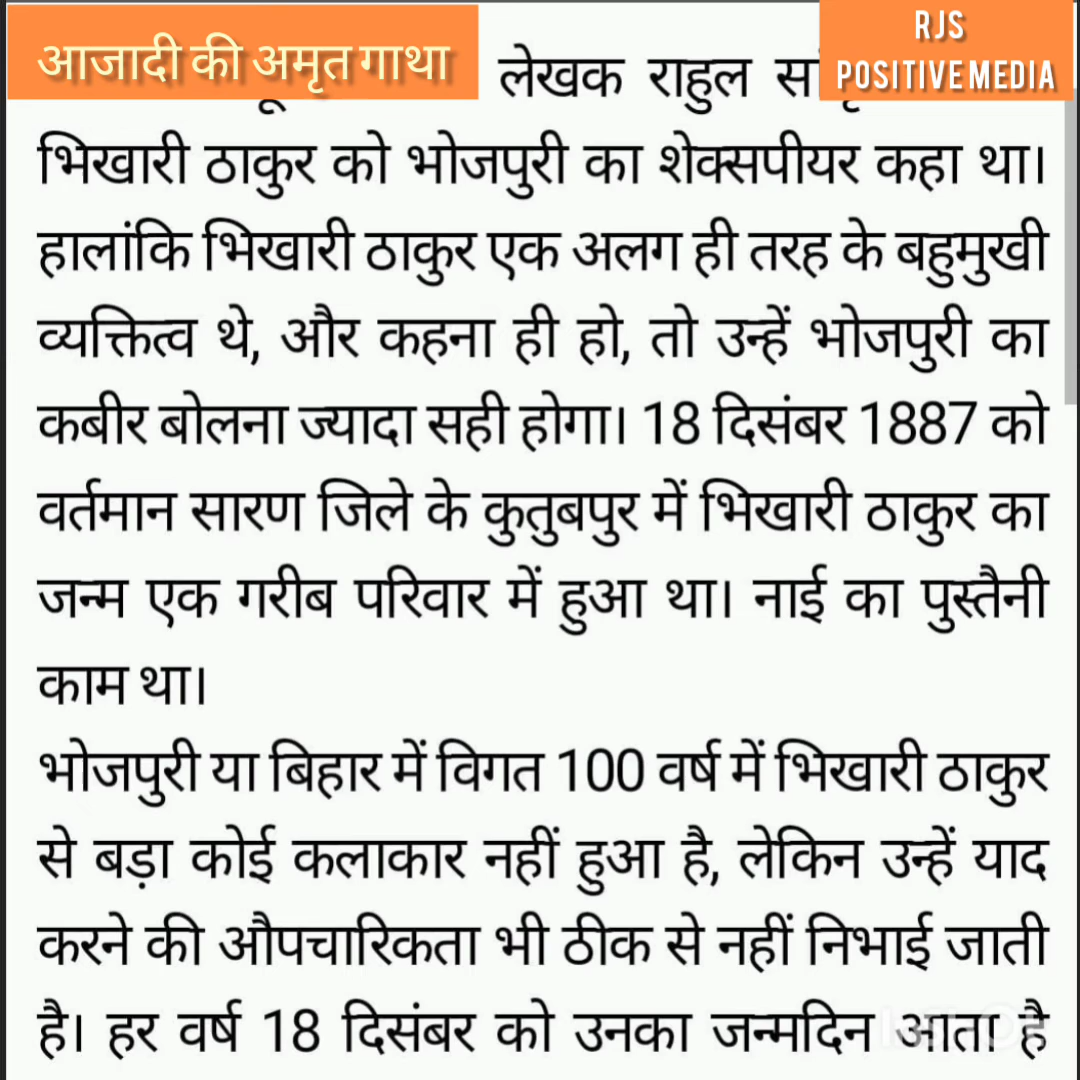 आजादी की अमृत गाथा
RJS
POSITIVE MEDIA
लेखक राहुल
भिखारी ठाकुर को भोजपुरी का शेक्सपीयर कहा था।
हालांकि भिखारी ठाकुर एक अलग ही तरह के बहुमुखी
व्यक्तित्व थे, और कहना ही हो, तो उन्हें भोजपुरी का
कबीर बोलना ज्यादा सही होगा। 18 दिसंबर 1887 को
वर्तमान सारण जिले के कुतुबपुर में भिखारी ठाकुर का
जन्म एक गरीब परिवार में हुआ था। नाई का पुस्तैनी
काम था।
भोजपुरी या बिहार में विगत 100 वर्ष में भिखारी ठाकुर
से बड़ा कोई कलाकार नहीं हुआ है, लेकिन उन्हें याद
करने की औपचारिकता भी ठीक से नहीं निभाई जाती
है। हर वर्ष 18 दिसंबर को उनका जन्मदिन आता है